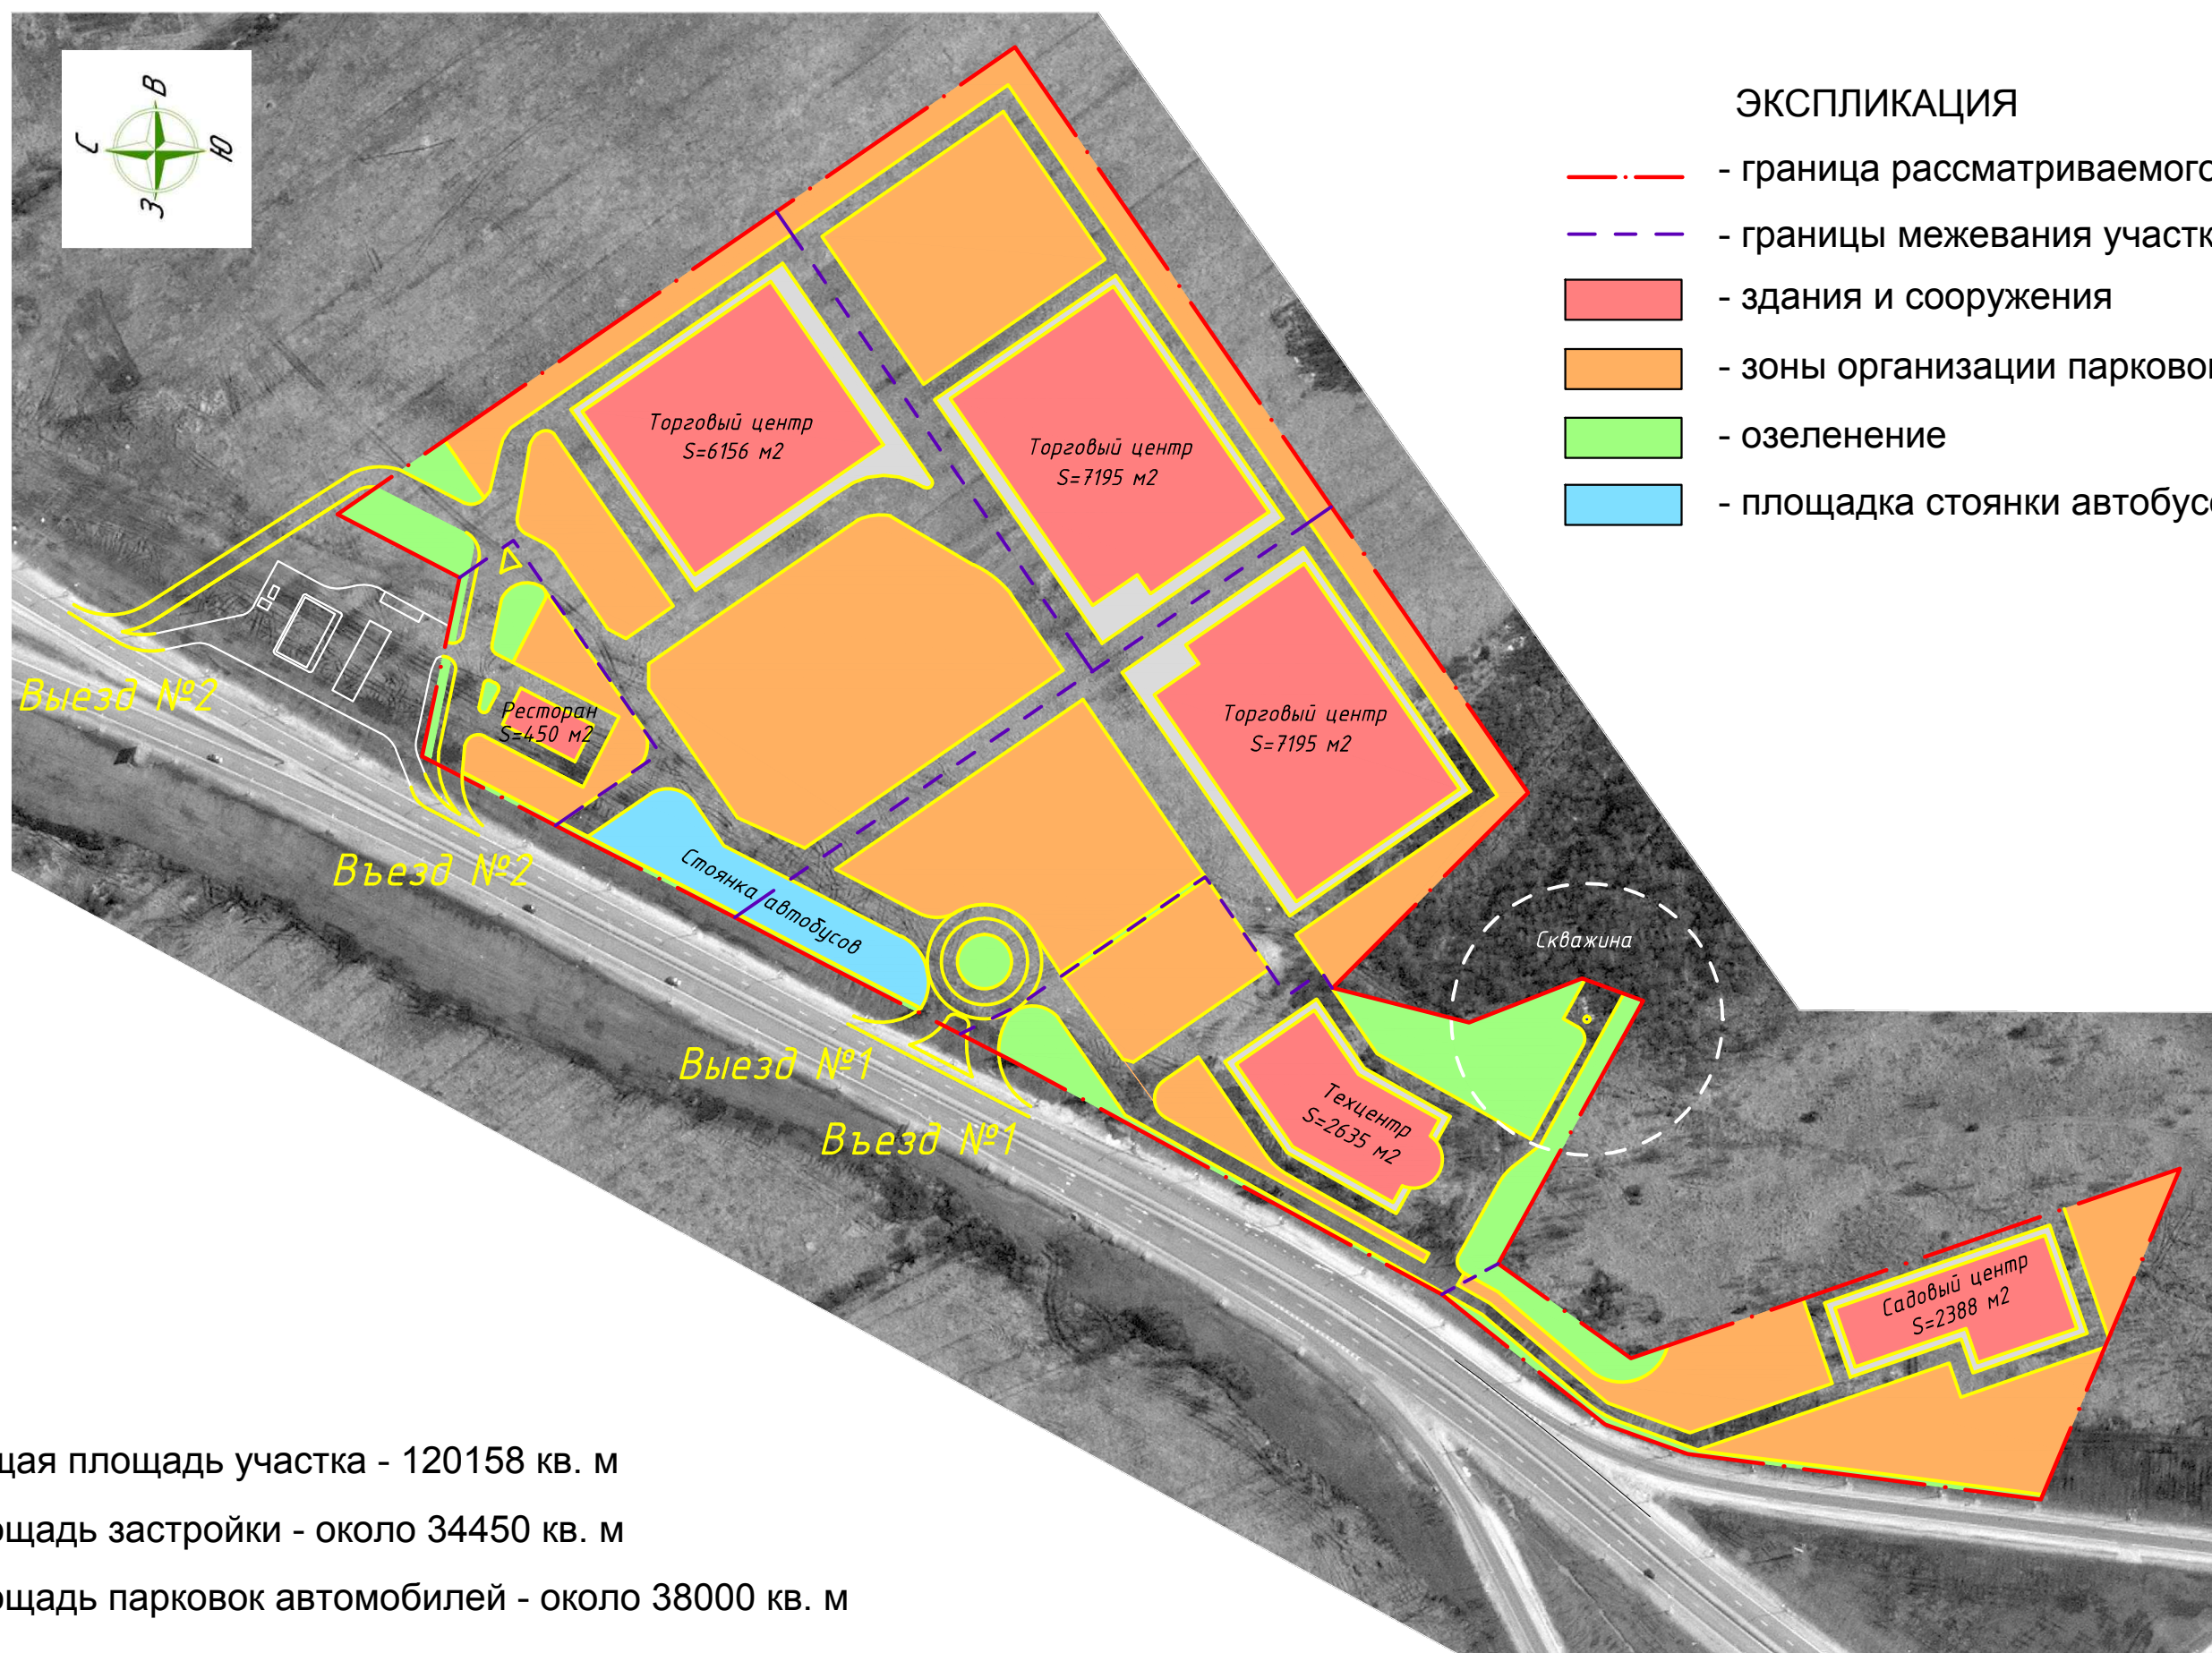 В
С
Ю
З
ЭКСПЛИКАЦИЯ
- граница рассматриваемого
- границы межевания участк
- здания и сооружения
- зоны организации парково
- озеленение
- площадка стоянки автобус
Торговый центр
S=6156 м2
Торговый центр
S=7195 м2
Торговый центр
S=7195 м2
Ресторан
S=450 м2
Выезд №2
Въезд №2
Стоянка автобусов
Скважина
Выезд №1
Въезд №1
Техцентр
S=2635 м2
Садовый центр
S=2388 м2
щая площадь участка - 120158 кв. м
ощадь застройки - около 34450 кв. м
ощадь парковок автомобилей - около 38000 кв. м